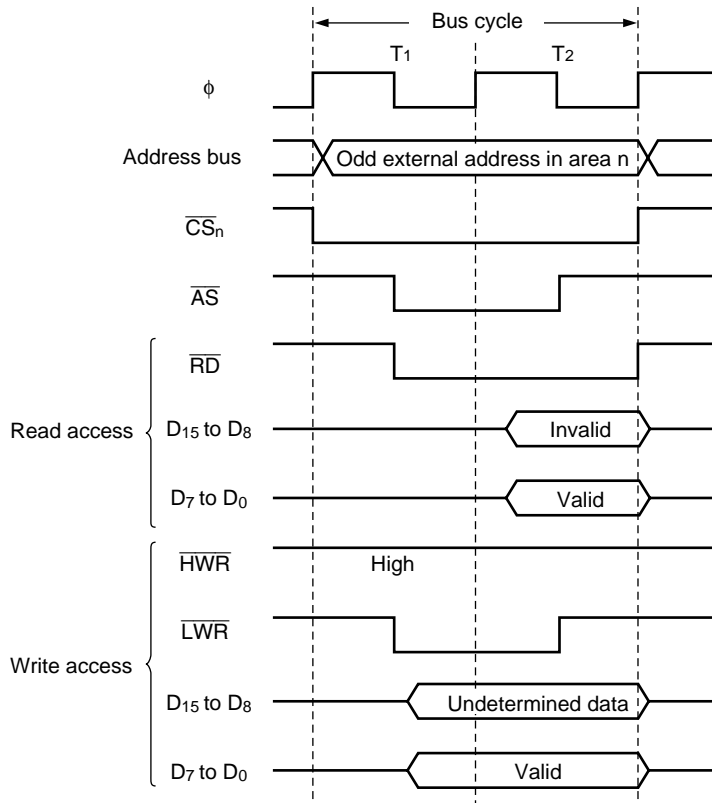 Bus cycle
T1 T2
ϕ
Address bus Odd external address in area n
CSn
AS
RD
Read access D15 to D8 Invalid
D7 to D0 Valid
HWR High
LWR
Write access
D15 to D8 Undetermined data
D7 to D0 Valid